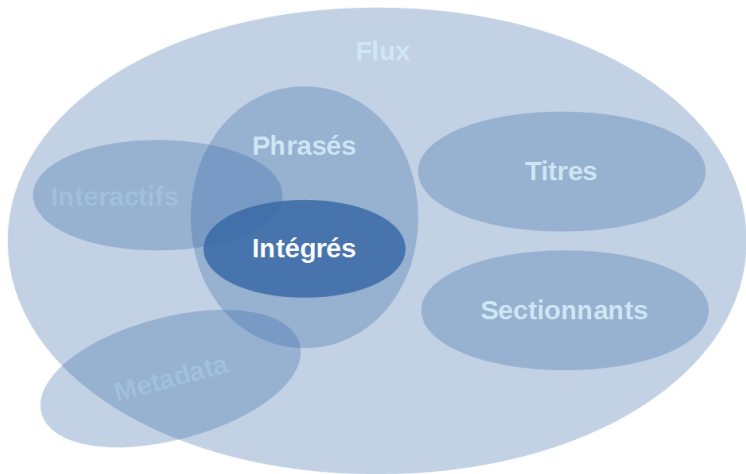 Flux
Phrasés
Titres
Interactifs
Intégrés
Sectionnants
Metadata